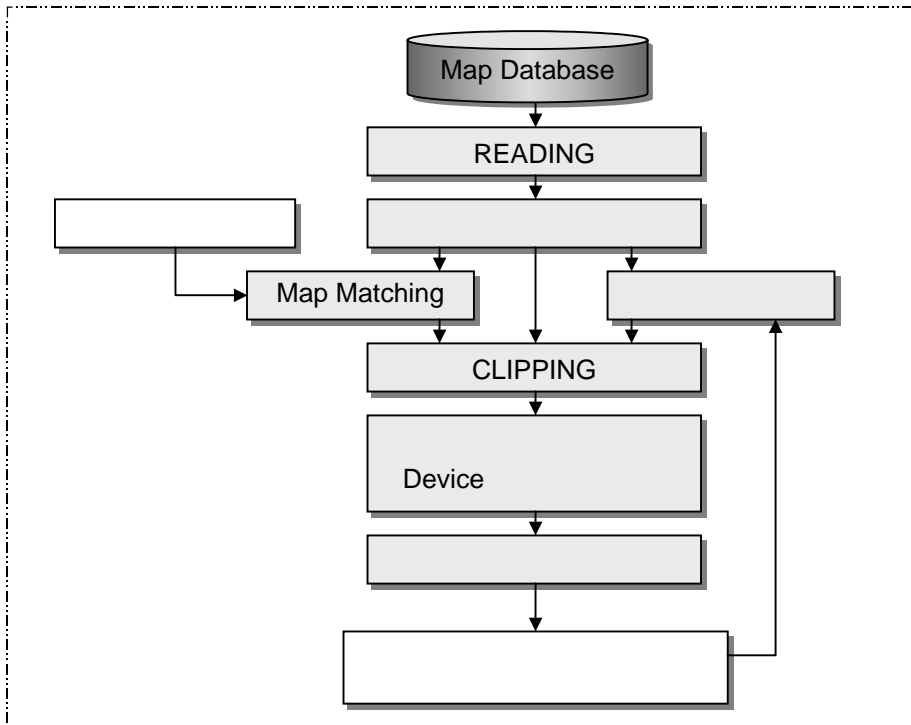 Map Database
READING
Map Matching
CLIPPING
Device